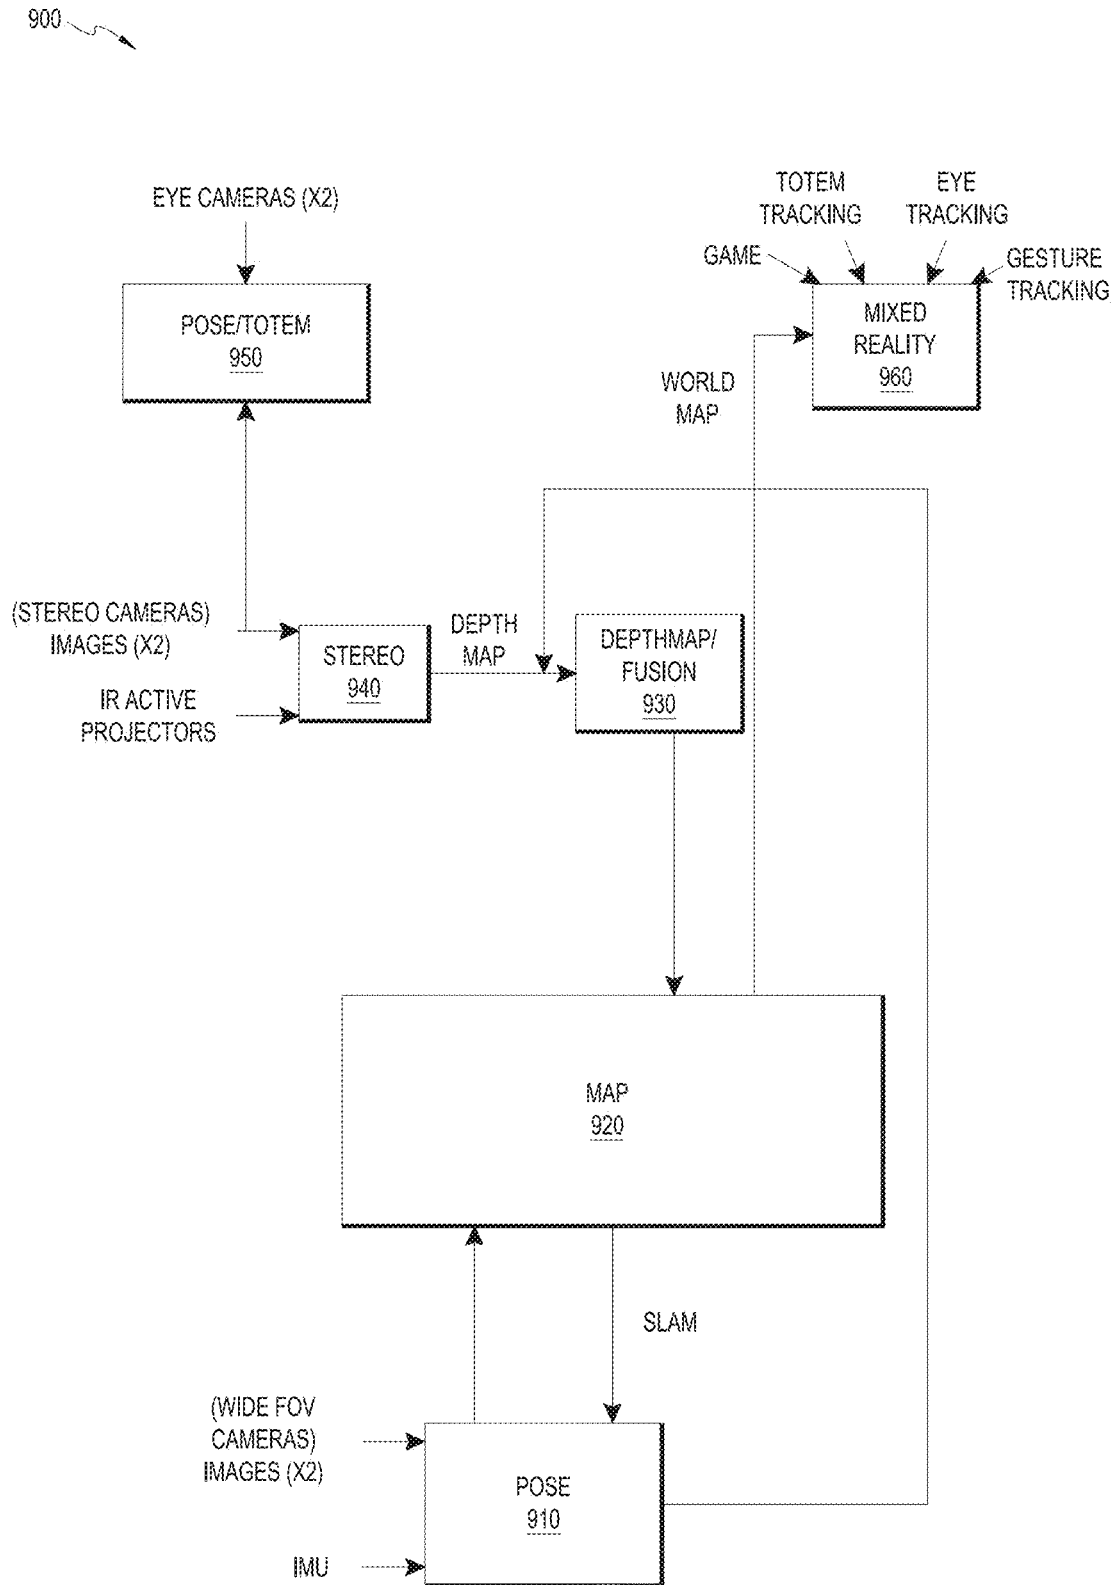 900
EYE CAMERAS (X2)
POSE/TOTEM
950
TOTEM
TRACKING
EYE
TRACKING
GAME
GESTURE
TRACKING
MIXED
REALITY
960
WORLD
MAP
(STEREO CAMERAS)
IMAGES (X2)
IR ACTIVE
PROJECTORS
STEREO
940
DEPTH
MAP
DEPTHMAP/
FUSION
930
MAP
920
SLAM
(WIDE FOV
CAMERAS)
IMAGES (X2)
IMU
POSE
910